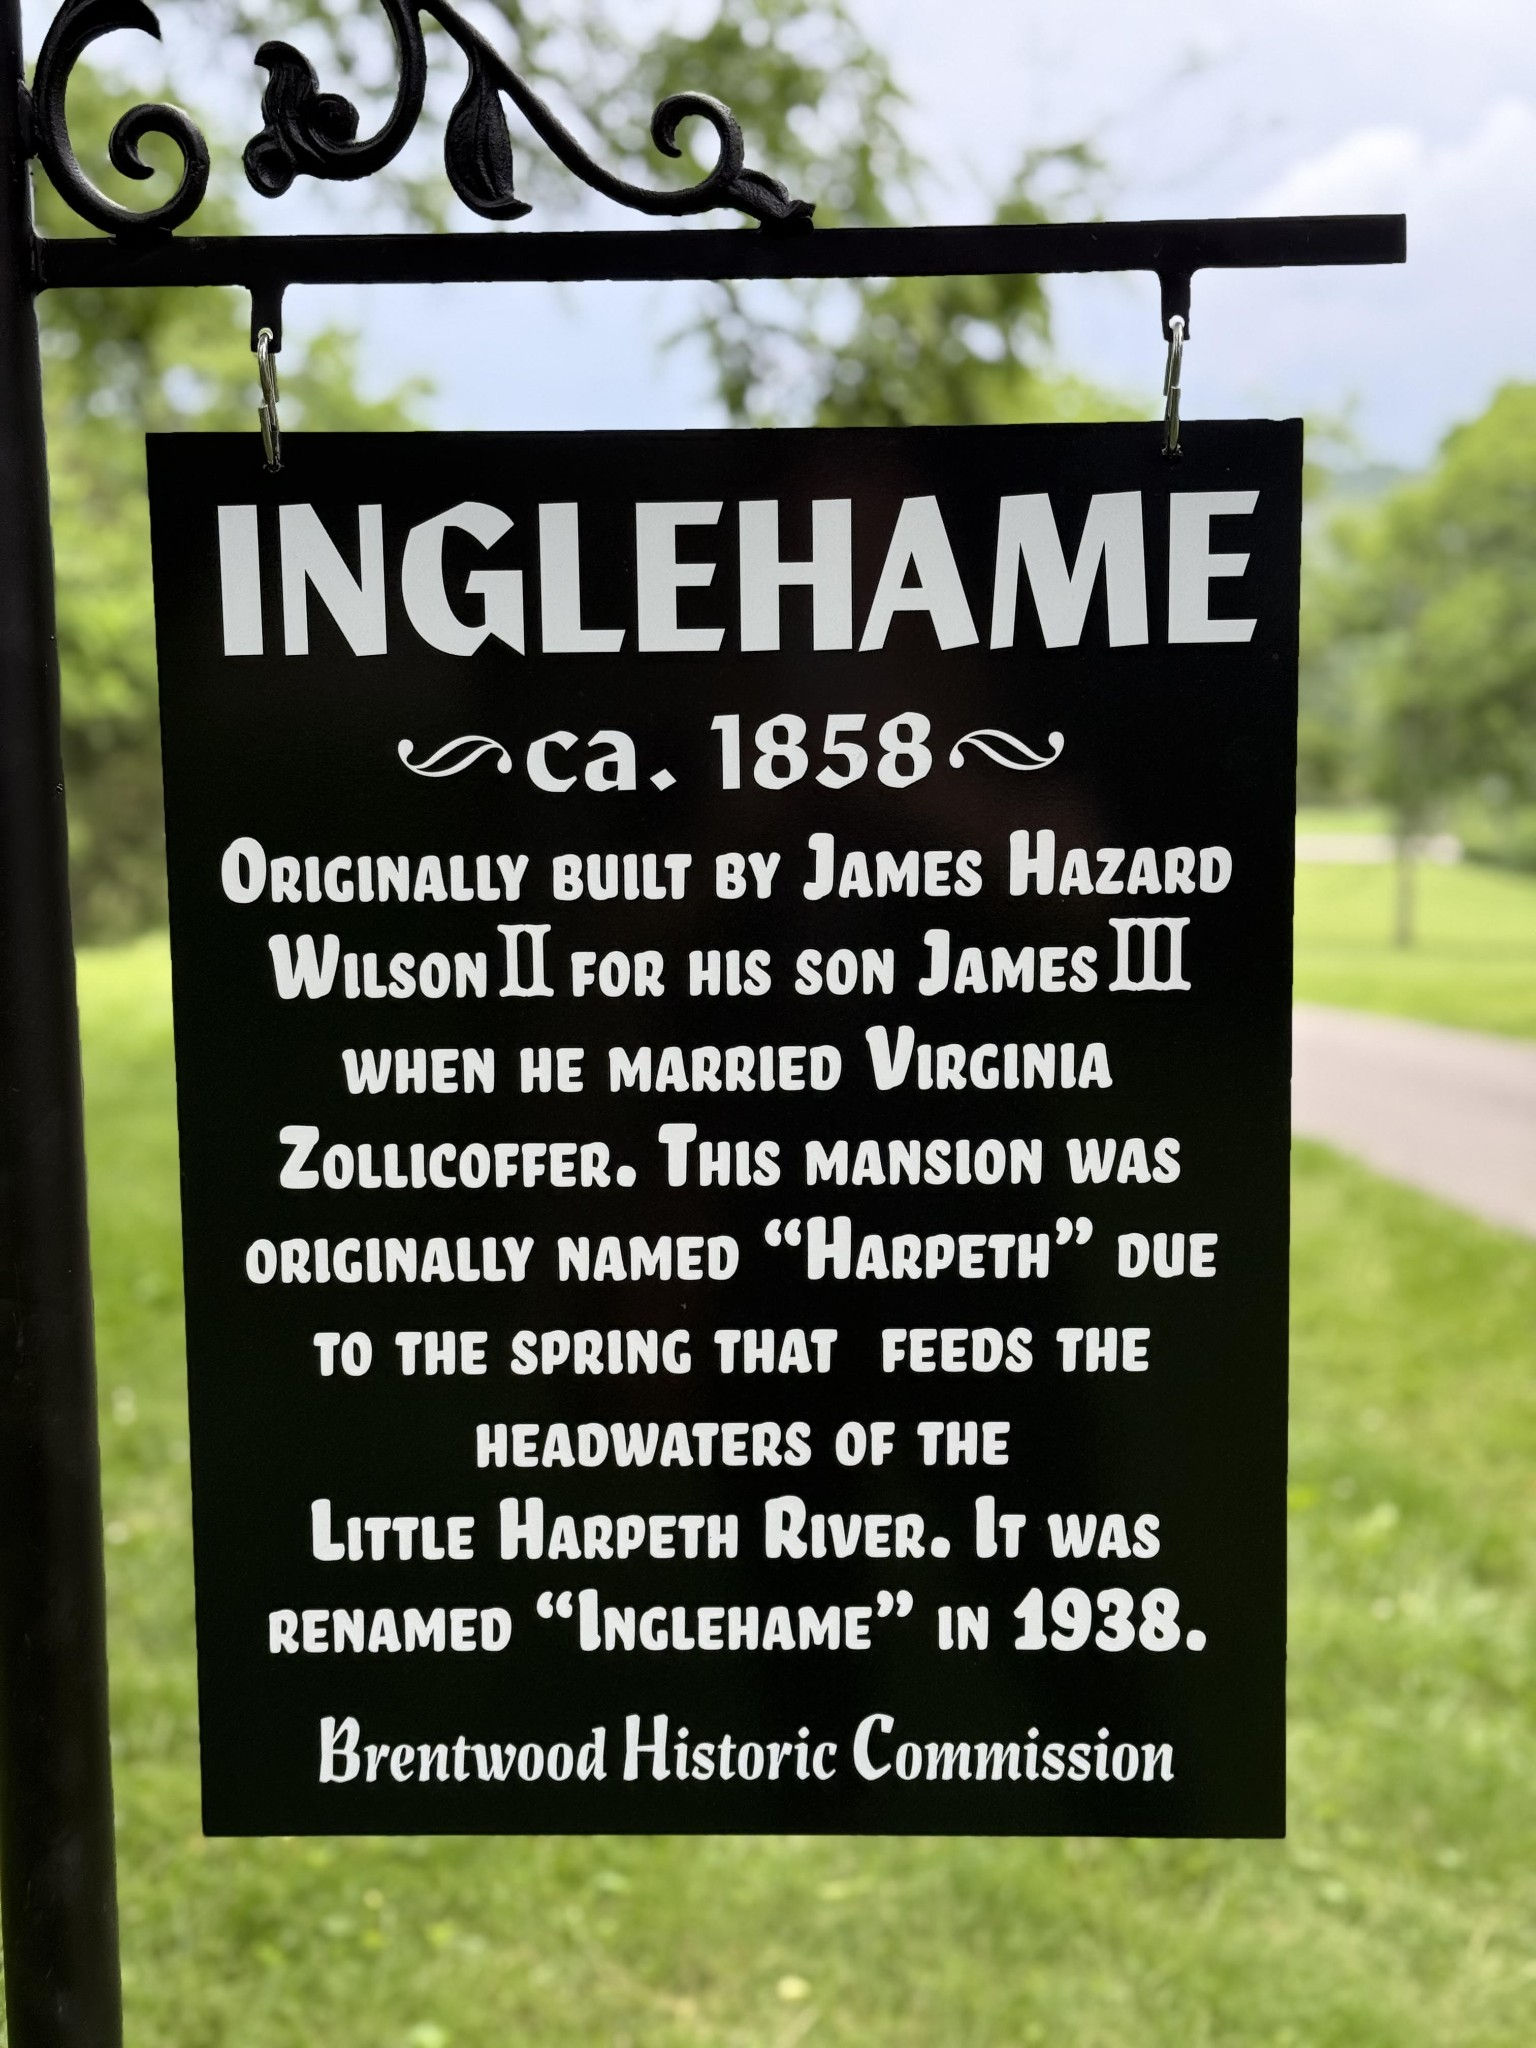 INGLEHAME
ca. 1858
Originally built by James Hazard
Wilson II for his son James III
when he married Virginia
Zollicoffer. This mansion was
originally named “Harpeth” due
to the spring that feeds the
headwaters of the
Little Harpeth River. It was
renamed “Inglehame” in 1938.
Brentwood Historic Commission